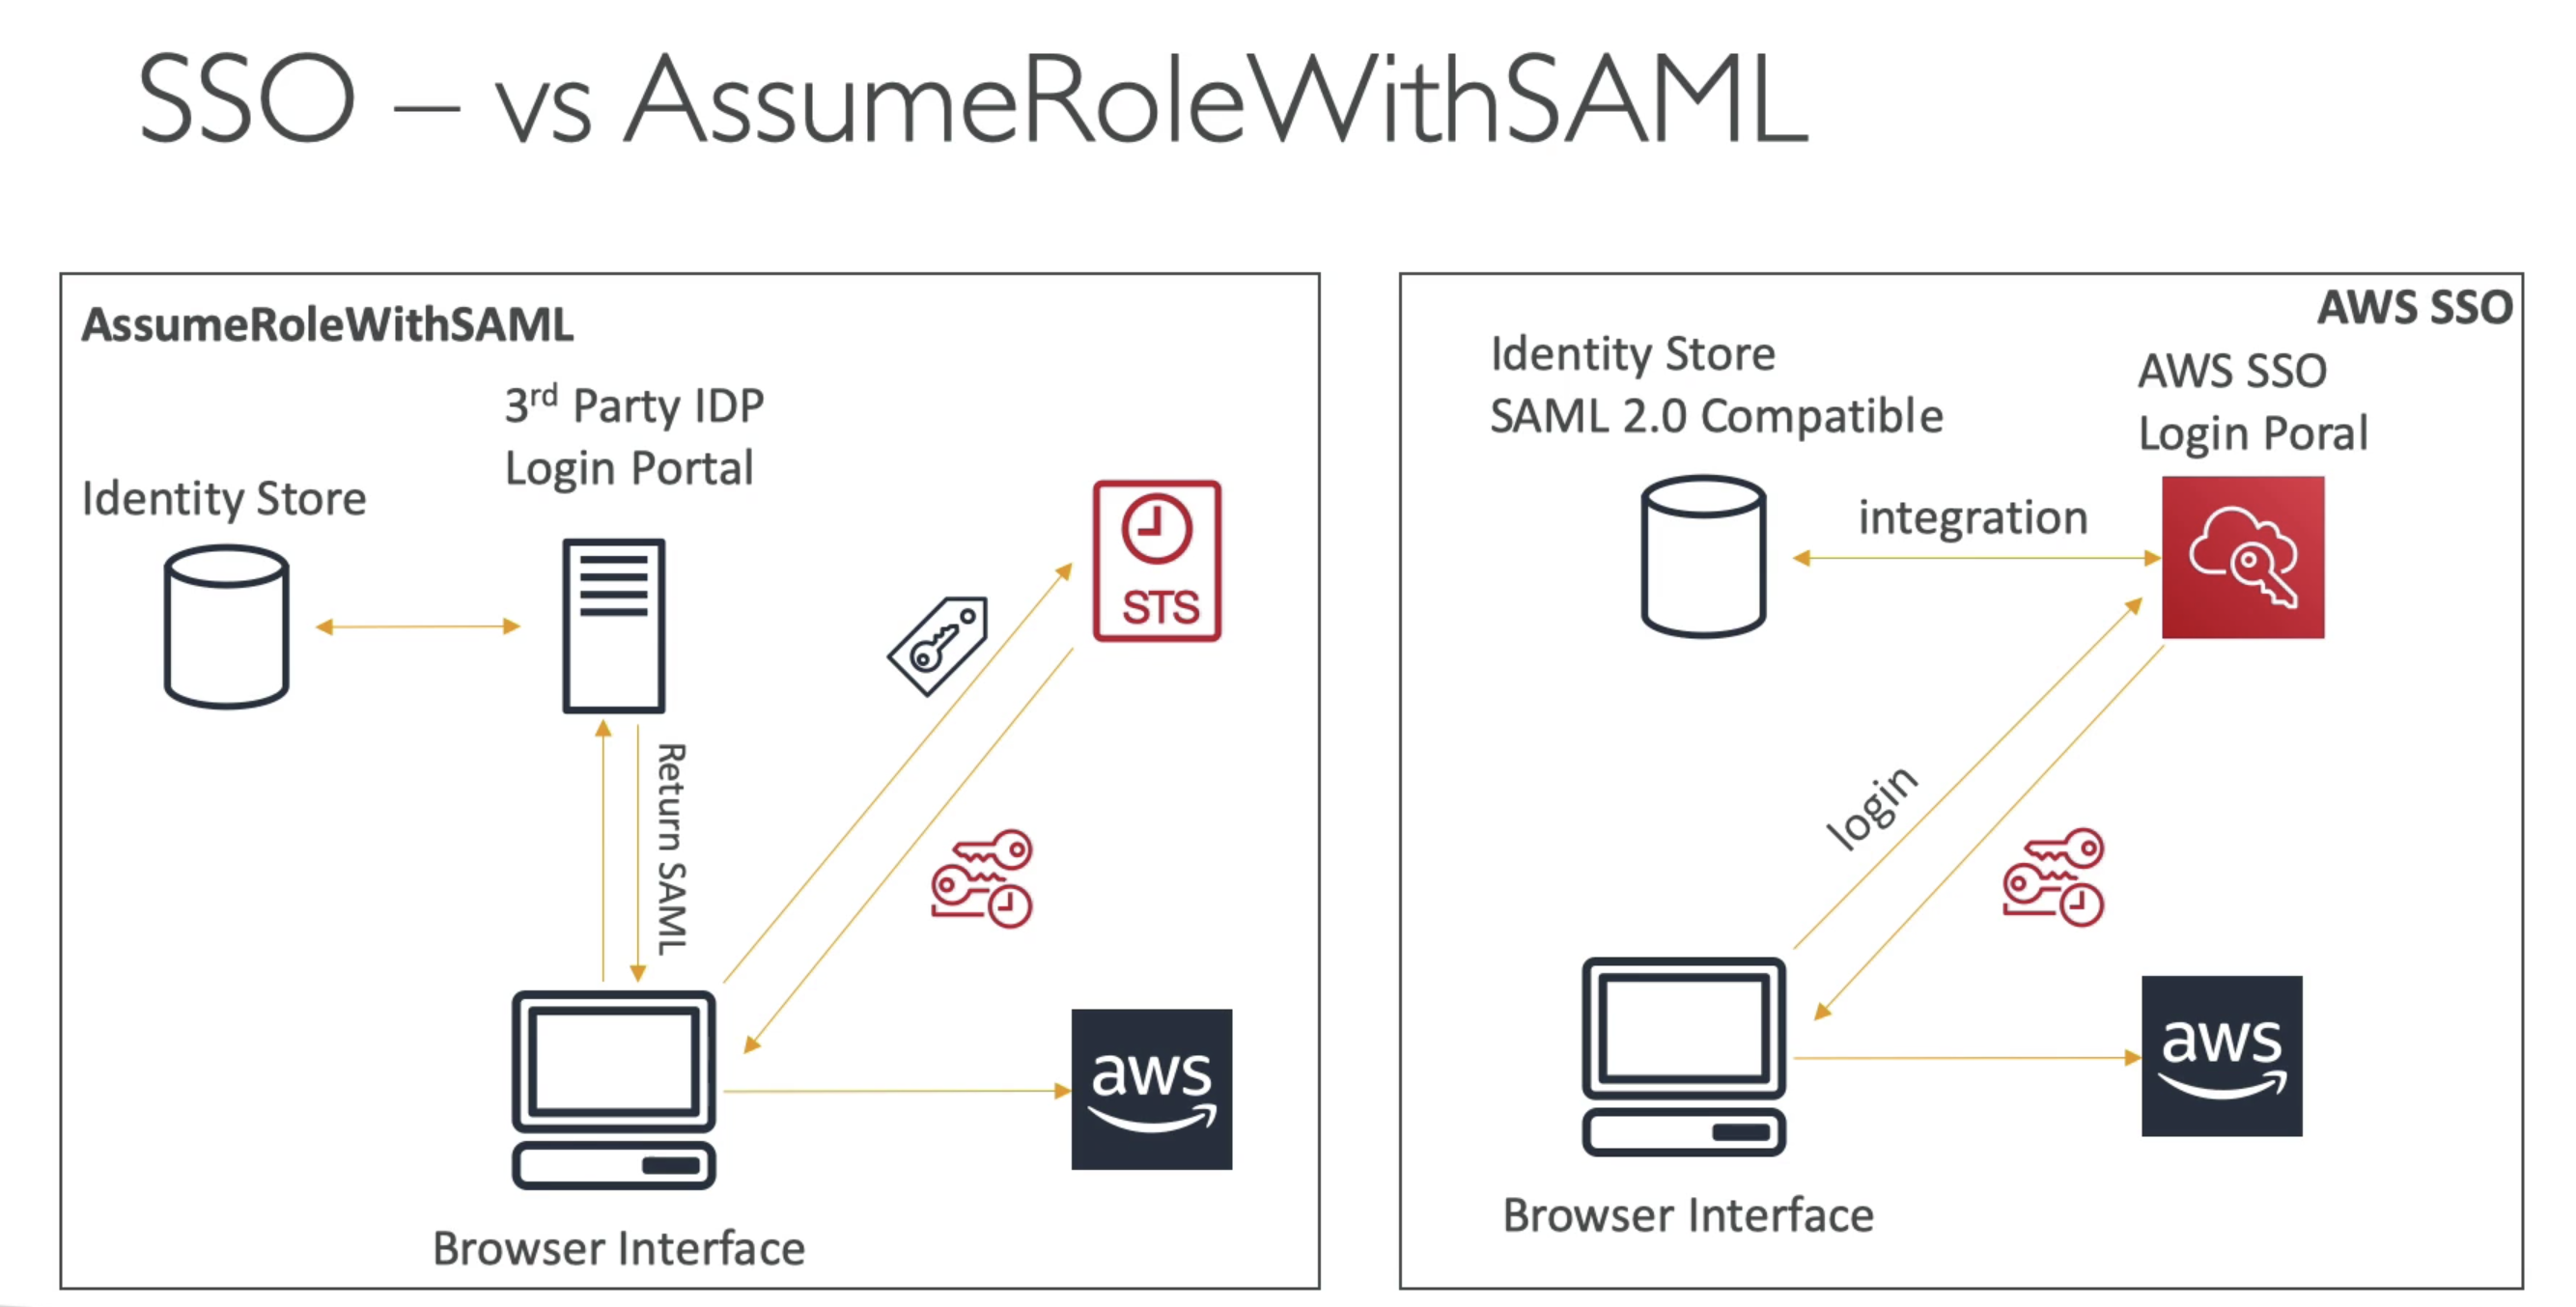 SSO – vs AssumeRoleWithSAML
AssumeRoleWithSAML
3rd Party IDP
Login Portal
Identity Store
STS
Return SAML
aws
Browser Interface
AWS SSO
Identity Store
SAML 2.0 Compatible
AWS SSO
Login Poral
integration
login
aws
Browser Interface